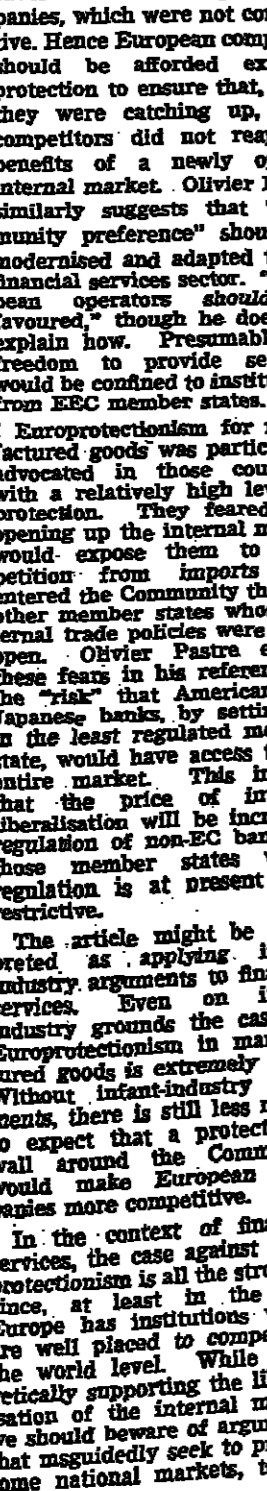 panies, which were not com
tive. Hence European comp
should be afforded ex
protection to ensure that,
they were catching up,
competitors did not reap
benefits of a newly o
internal market. Olivier P
similarly suggests that "
munity preference" shou
modernised and adapted t
financial services sector. "
pean operators should
favoured," though he doe
explain how. Presumabl
freedom to provide se
would be confined to instit
from EEC member states.
Europrotectionism for m
factured goods was partic
advocated in those cou
with a relatively high lev
protection. They feared
opening up the internal m
would expose them to
petition from imports
entered the Community th
other member states who
ternal trade policies were
open. Olivier Pastre e
these fears in his referen
the "risk" that American
Japanese banks, by settin
in the least regulated me
state, would have access t
entire market. This im
that the price of in
liberalisation will be incr
regulation of non-EC ban
those member states w
regulation is at present
restrictive.
The article might be
preted as applying i
industry arguments to fina
services. Even on i
industry grounds the cas
Europrotectionism in man
tured goods is extremely
Without infant-industry
ments, there is still less r
to expect that a protect
wall around the Comm
would make European
panies more competitive.
In the context of fina
services, the case against
protectionism is all the stro
since, at least in the
Europe has institutions w
are well placed to compe
the world level. While
retically supporting the li
sation of the internal m
we should beware of argum
that msguidedly seek to p
some national markets, t